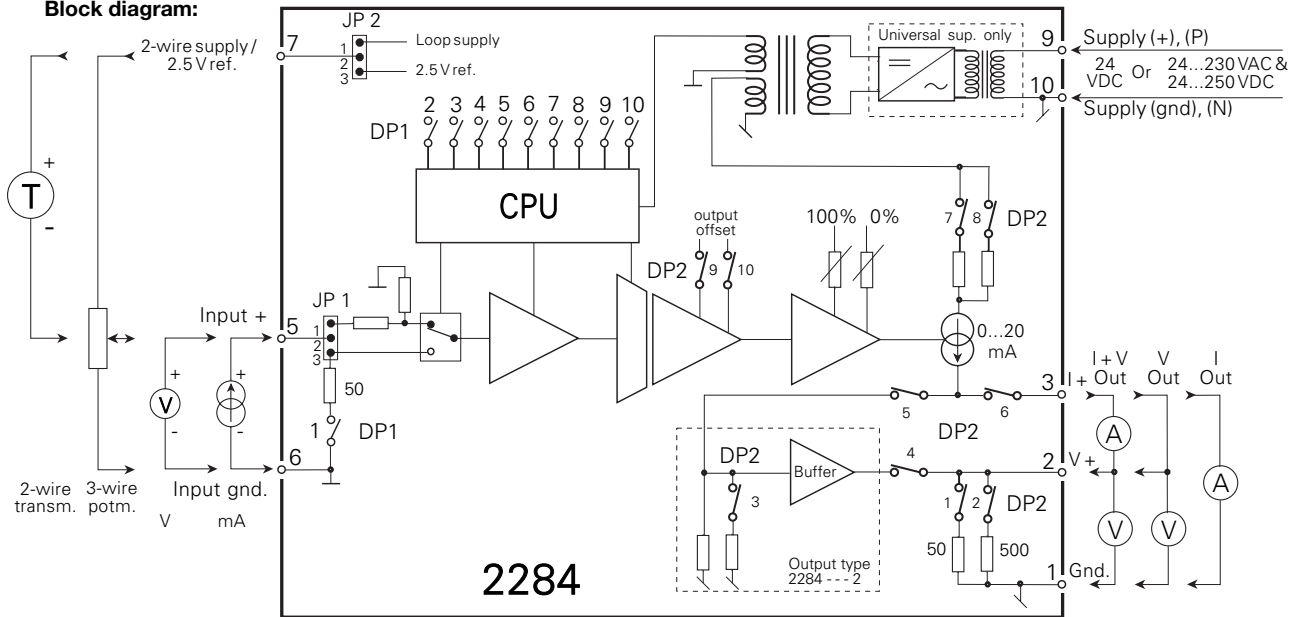 Block diagram:
JP 2
7
2-wire supply /
2.5 V ref.
1
2
3
Loop supply
2.5 V ref.
Universal sup. only
9
Supply (+), (P)
24
VDC
Or
24...230 VAC &
24...250 VDC
10
Supply (gnd), (N)
2 3 4 5 6 7 8 9 10
DP1
CPU
+
T
-
output
offset
DP2
9
10
100%
0%
7
8
DP2
0...20
mA
Input +
5
JP 1
1
2
3
50
1
DP1
+
V
-
+
-
6
Input gnd.
2-wire
transm.
3-wire
potm.
V
mA
5
6
DP2
3
I +
I + V
Out
V
Out
I
Out
A
A
DP2
3
Buffer
4
2
V +
1
2
DP2
50
500
V
V
Output type
2284 - - - 2
1
Gnd.
2284